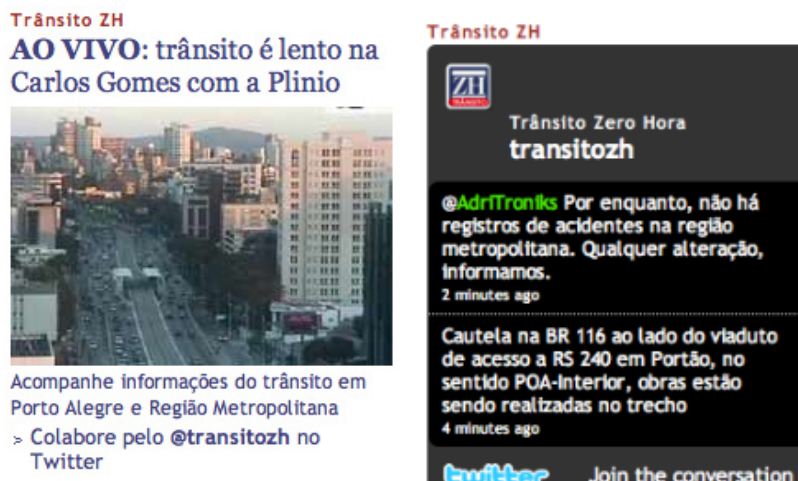 Trânsito ZH
AO VIVO: trânsito é lento na
Carlos Gomes com a Plinio
Acompanhe informações do trânsito em
Porto Alegre e Região Metropolitana
> Colabore pelo @transitozh no
Twitter
Trânsito ZH
ZH
TRÂNSITO
Trânsito Zero Hora
transitozh
@AdriTroniks Por enquanto, não há
registros de acidentes na região
metropolitana. Qualquer alteração,
informamos.
2 minutes ago
Cautela na BR 116 ao lado do viaduto
de acesso a RS 240 em Portão, no
sentido POA-Interior, obras estão
sendo realizadas no trecho
4 minutes ago
twitter Join the conversation